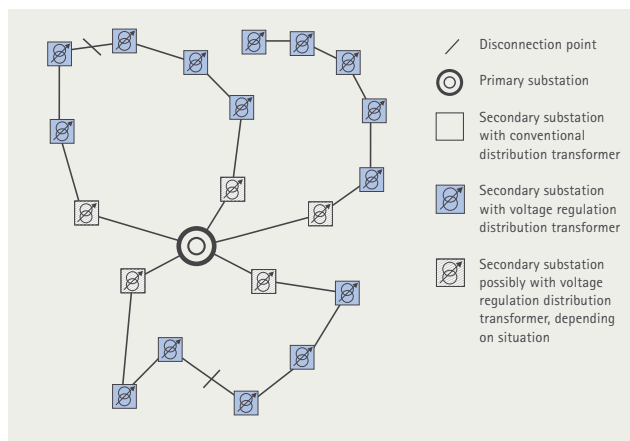 Disconnection point
Primary substation
Secondary substation
with conventional
distribution transformer
Secondary substation
with voltage regulation
distribution transformer
Secondary substation
possibly with voltage
regulation distribution
transformer, depending
on situation